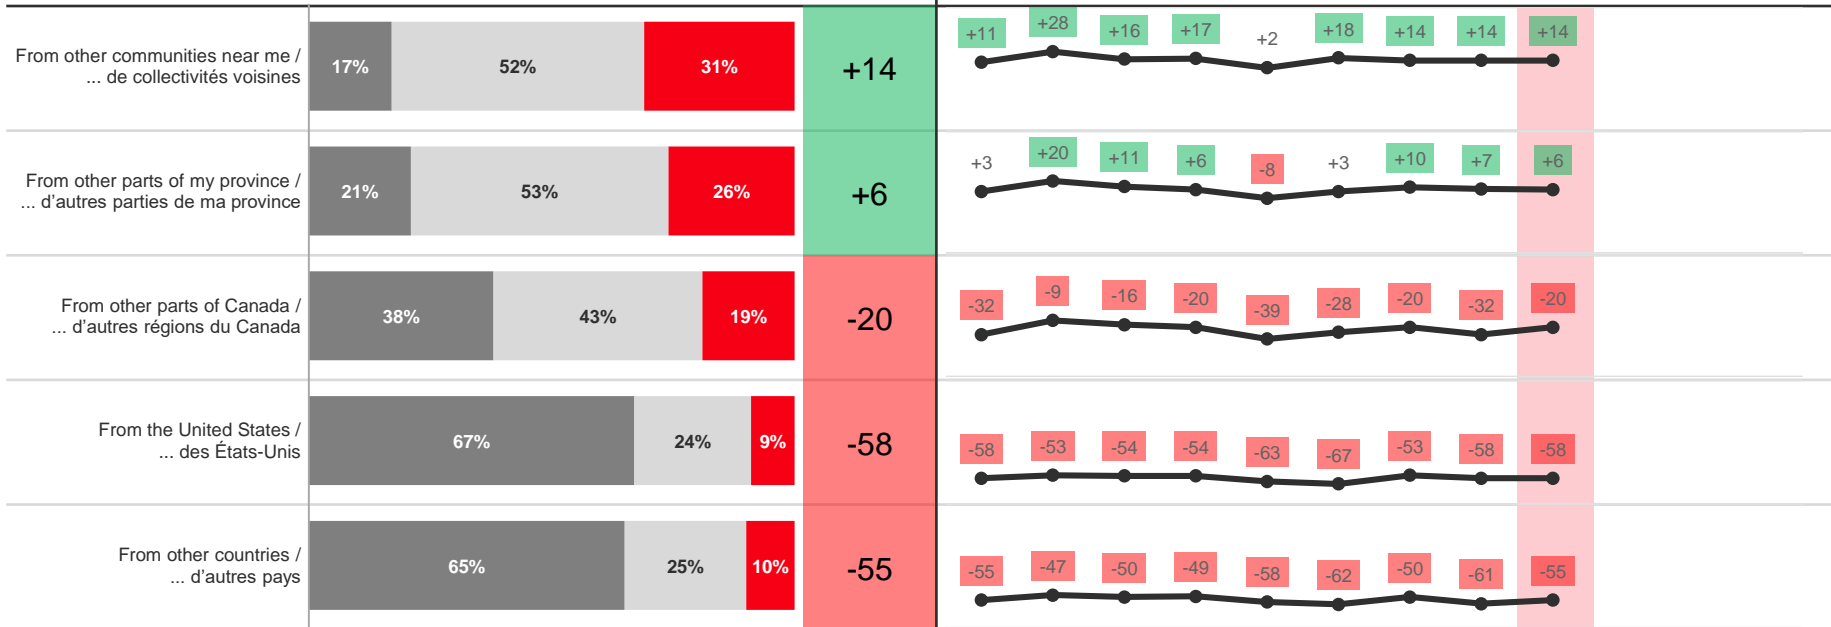 From other communities near me /
... de collectivités voisines
17% 52% 31% +14 +11 +28 +16 +17 +2 +18 +14 +14 +14
From other parts of my province /
... d'autres parties de ma province
21% 53% 26% +6 +3 +20 +11 +6 -8 +3 +10 +7 +6
From other parts of Canada /
... d'autres régions du Canada
38% 43% 19% -20 -32 -9 -16 -20 -39 -28 -20 -32 -20
From the United States /
... des États-Unis
67% 24% 9% -58 -58 -53 -54 -54 -63 -67 -53 -58 -58
From other countries /
... d'autres pays
65% 25% 10% -55 -55 -47 -50 -49 -58 -62 -50 -61 -55